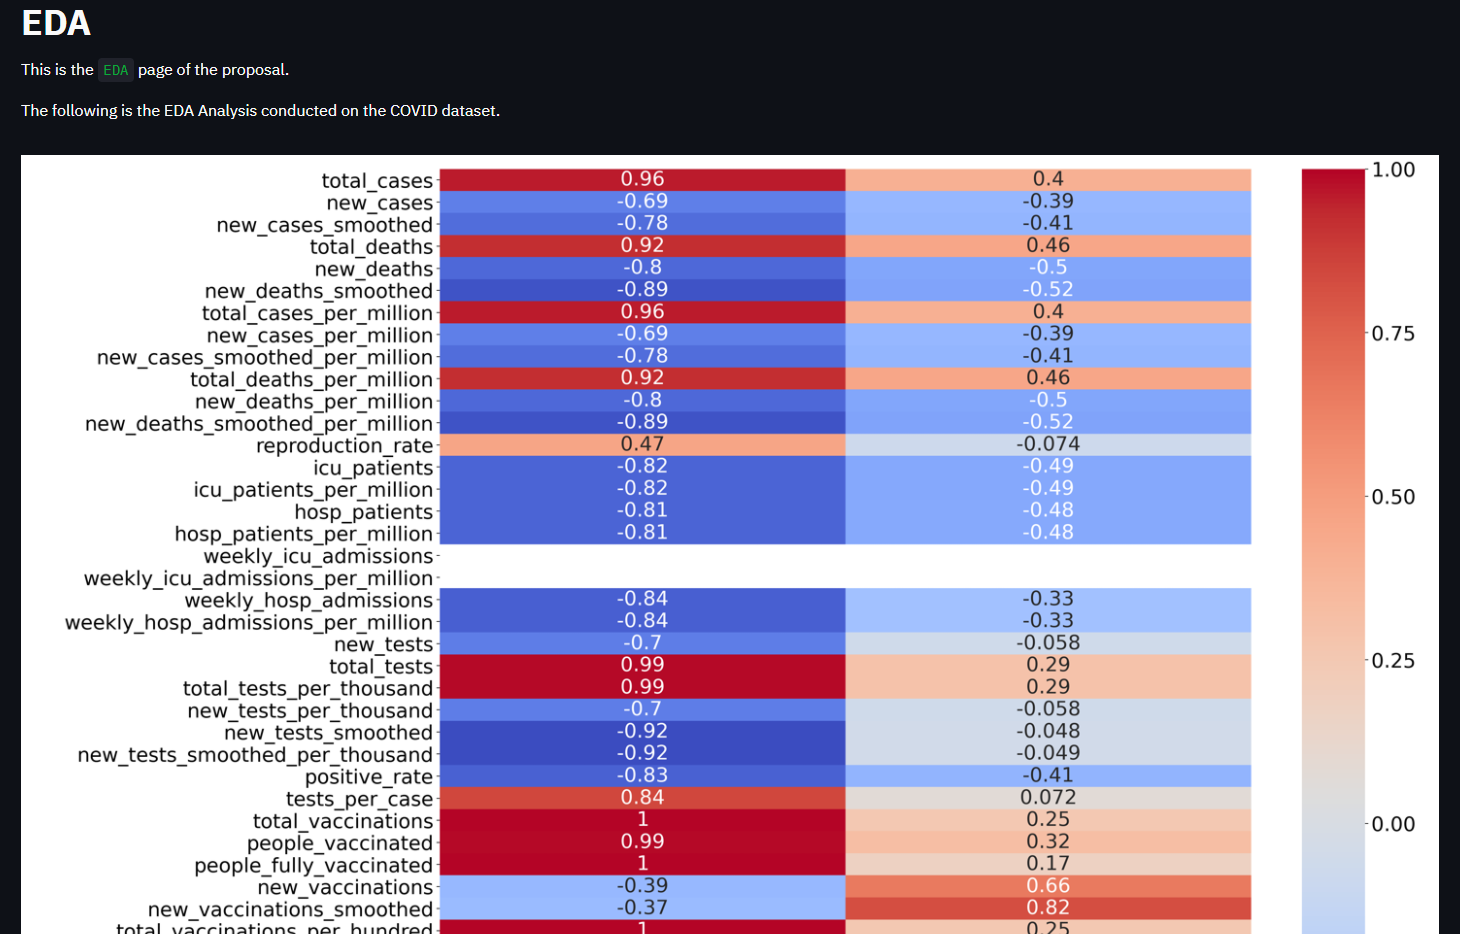 EDA
This is the EDA page of the proposal.
The following is the EDA Analysis conducted on the COVID dataset.
total_cases 0.96 0.4
new_cases -0.69 -0.39
new_cases_smoothed -0.78 -0.41
total_deaths 0.92 0.46
new_deaths -0.8 -0.5
new_deaths_smoothed -0.89 -0.52
total_cases_per_million 0.96 0.4
new_cases_per_million -0.69 -0.39
new_cases_smoothed_per_million -0.78 -0.41
total_deaths_per_million 0.92 0.46
new_deaths_per_million -0.8 -0.5
new_deaths_smoothed_per_million -0.89 -0.52
reproduction_rate 0.47 -0.074
icu_patients -0.82 -0.49
icu_patients_per_million -0.82 -0.49
hosp_patients -0.81 -0.48
hosp_patients_per_million -0.81 -0.48
weekly_icu_admissions
weekly_icu_admissions_per_million
weekly_hosp_admissions -0.84 -0.33
weekly_hosp_admissions_per_million -0.84 -0.33
new_tests -0.7 -0.058
total_tests 0.99 0.29
total_tests_per_thousand 0.99 0.29
new_tests_per_thousand -0.7 -0.058
new_tests_smoothed -0.92 -0.048
new_tests_smoothed_per_thousand -0.92 -0.049
positive_rate -0.83 -0.41
tests_per_case 0.84 0.072
total_vaccinations 1 0.25
people_vaccinated 0.99 0.32
people_fully_vaccinated 1 0.17
new_vaccinations -0.39 0.66
new_vaccinations_smoothed -0.37 0.82
total_vaccinations_per_hundred 1 0.25
1.00
0.75
0.50
0.25
0.00